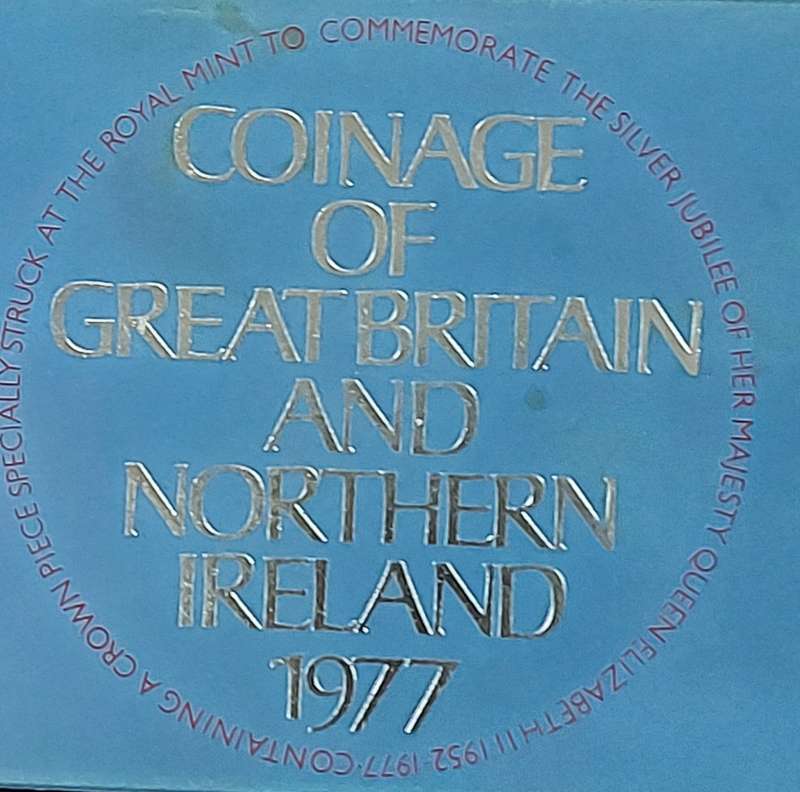 COINAGE
OF
GREAT BRITAIN
AND
NORTHERN
IRELAND
1977
CONTAINING A CROWN PIECE SPECIALLY STRUCK AT THE ROYAL MINT TO COMMEMORATE THE SILVER JUBILEE OF HER MAJESTY QUEEN ELIZABETH II 1952-1977·